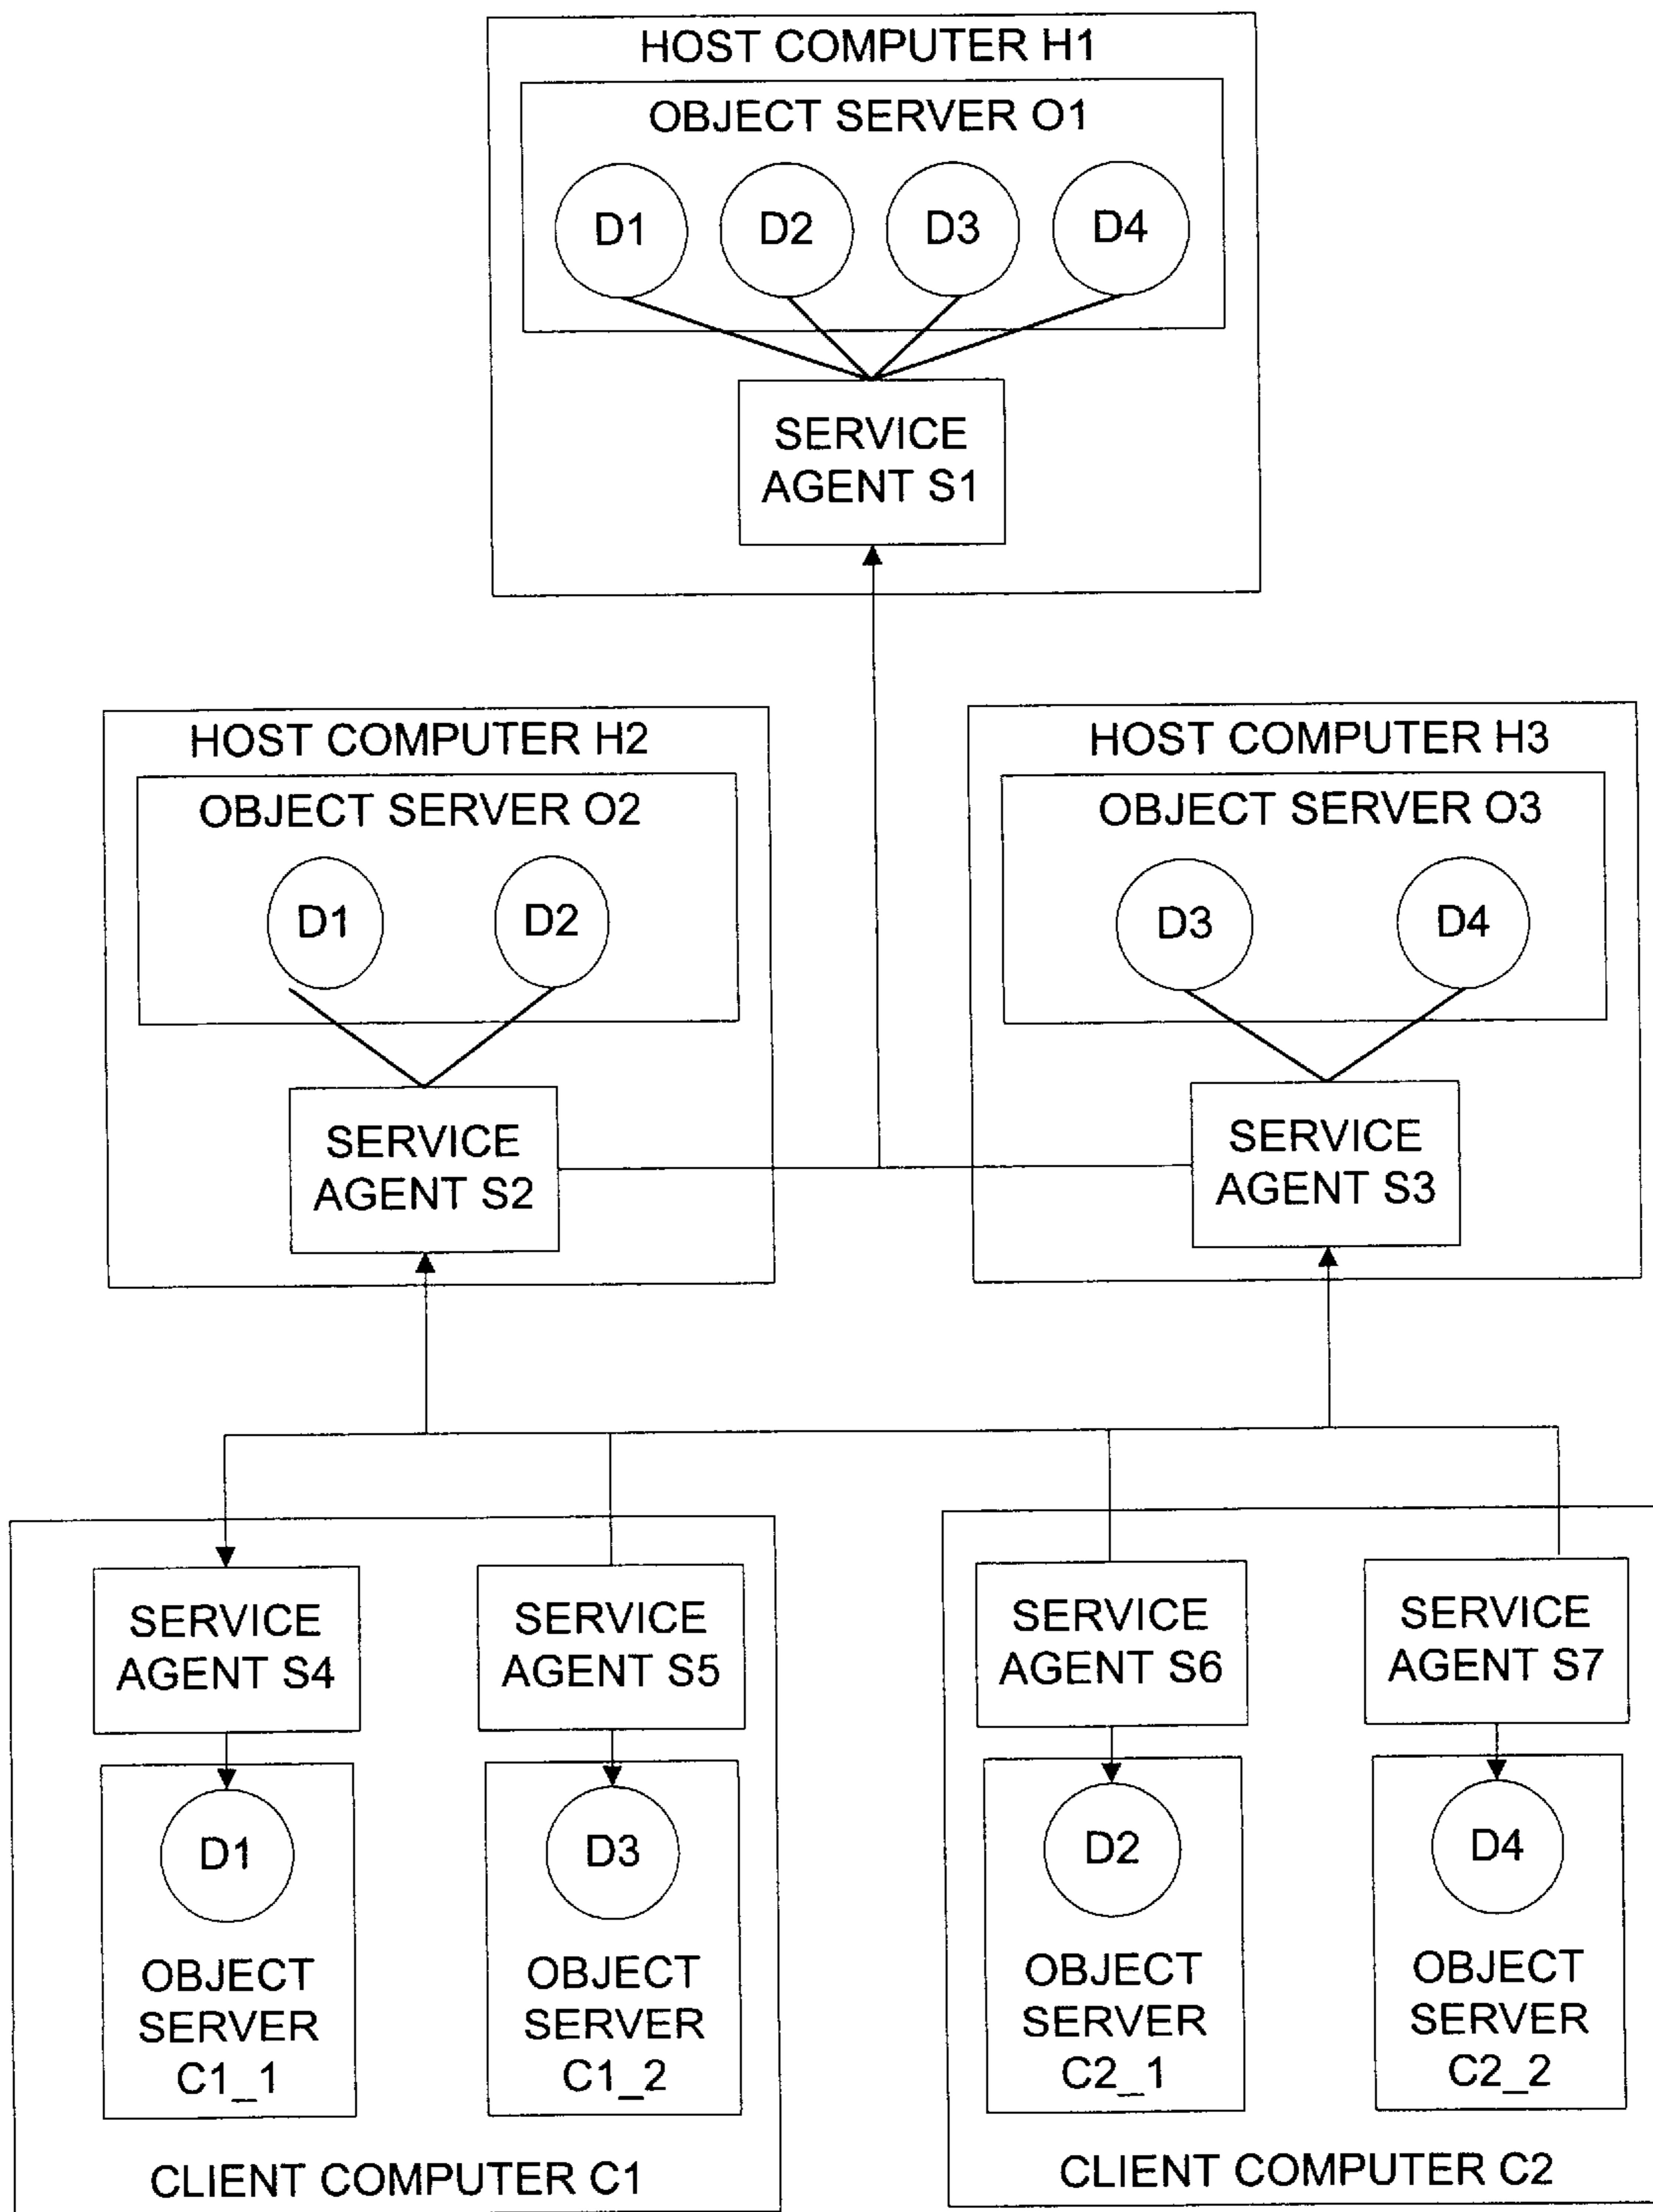 HOST COMPUTER H1
OBJECT SERVER O1
D1 D2 D3 D4
SERVICE
AGENT S1
HOST COMPUTER H2
OBJECT SERVER O2
D1 D2
SERVICE
AGENT S2
HOST COMPUTER H3
OBJECT SERVER O3
D3 D4
SERVICE
AGENT S3
SERVICE
AGENT S4
D1
OBJECT
SERVER
C1_1
SERVICE
AGENT S5
D3
OBJECT
SERVER
C1_2
CLIENT COMPUTER C1
SERVICE
AGENT S6
D2
OBJECT
SERVER
C2_1
SERVICE
AGENT S7
D4
OBJECT
SERVER
C2_2
CLIENT COMPUTER C2